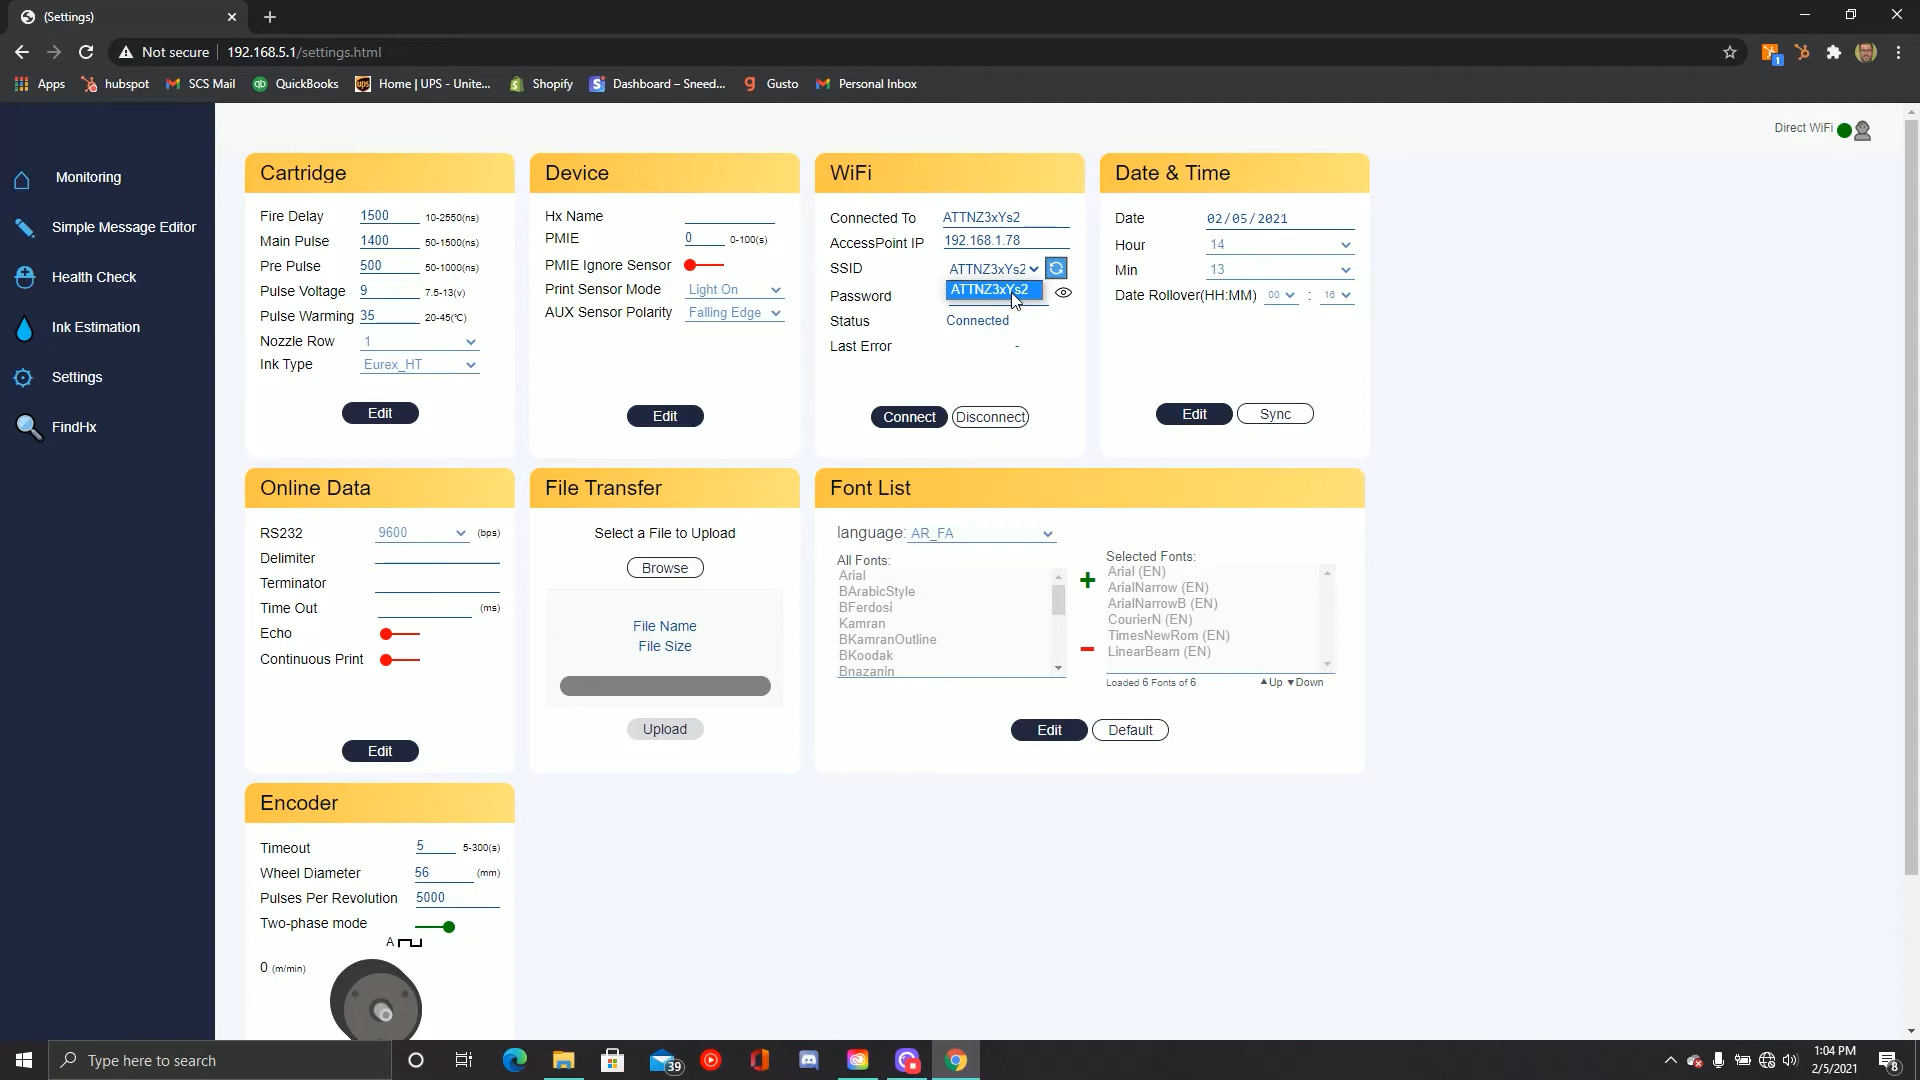 (Settings)
Not secure 192.168.5.1/settings.html
1
Apps hubspot SCS Mail QuickBooks Home | UPS - Unite... Shopify Dashboard – Sneed... Gusto Personal Inbox
Direct WiFi
Monitoring
Simple Message Editor
Health Check
Ink Estimation
Settings
FindHx
Cartridge
Fire Delay 1500 10-2550(ns)
Main Pulse 1400 50-1500(ns)
Pre Pulse 500 50-1000(ns)
Pulse Voltage 9 7.5-13(v)
Pulse Warming 35 20-45(℃)
Nozzle Row 1
Ink Type Eurex_HT
Edit
Device
Hx Name
PMIE 0 0-100(s)
PMIE Ignore Sensor
Print Sensor Mode Light On
AUX Sensor Polarity Falling Edge
Edit
WiFi
Connected To ATTNZ3xYs2
AccessPoint IP 192.168.1.78
SSID ATTNZ3xYs2
ATTNZ3xYs2
Password
Status Connected
Last Error -
Connect Disconnect
Date & Time
Date 02/05/2021
Hour 14
Min 13
Date Rollover(HH:MM) 00 : 16
Edit Sync
Online Data
RS232 9600 (bps)
Delimiter
Terminator
Time Out (ms)
Echo
Continuous Print
Edit
File Transfer
Select a File to Upload
Browse
File Name
File Size
Upload
Font List
language: AR_FA
All Fonts:
Arial
BArabicStyle
BFerdosi
Kamran
BKamranOutline
BKoodak
Bnazanin
+
-
Selected Fonts:
Arial (EN)
ArialNarrow (EN)
ArialNarrowB (EN)
CourierN (EN)
TimesNewRom (EN)
LinearBeam (EN)
Loaded 6 Fonts of 6 ▲Up ▼Down
Edit Default
Encoder
Timeout 5 5-300(s)
Wheel Diameter 56 (mm)
Pulses Per Revolution 5000
Two-phase mode
A
0 (m/min)
Type here to search
39
1:04 PM
2/5/2021
8